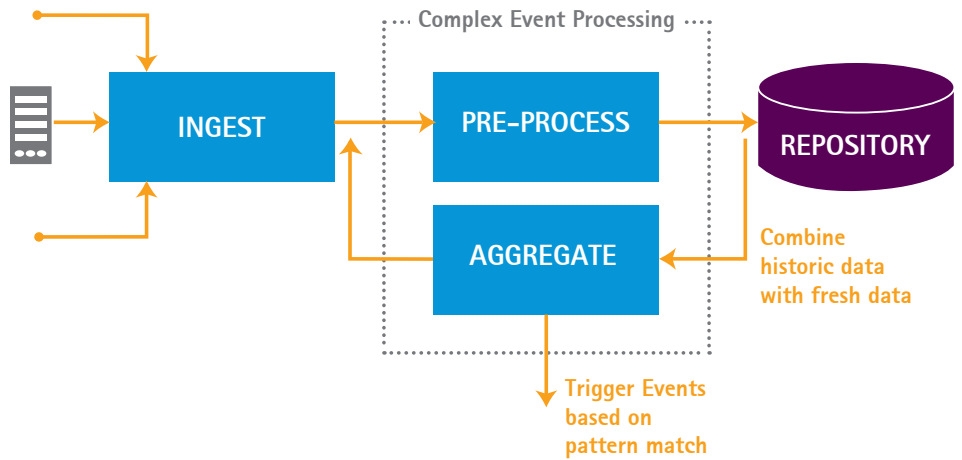 Complex Event Processing
INGEST
PRE-PROCESS
REPOSITORY
AGGREGATE
Combine
historic data
with fresh data
Trigger Events
based on
pattern match